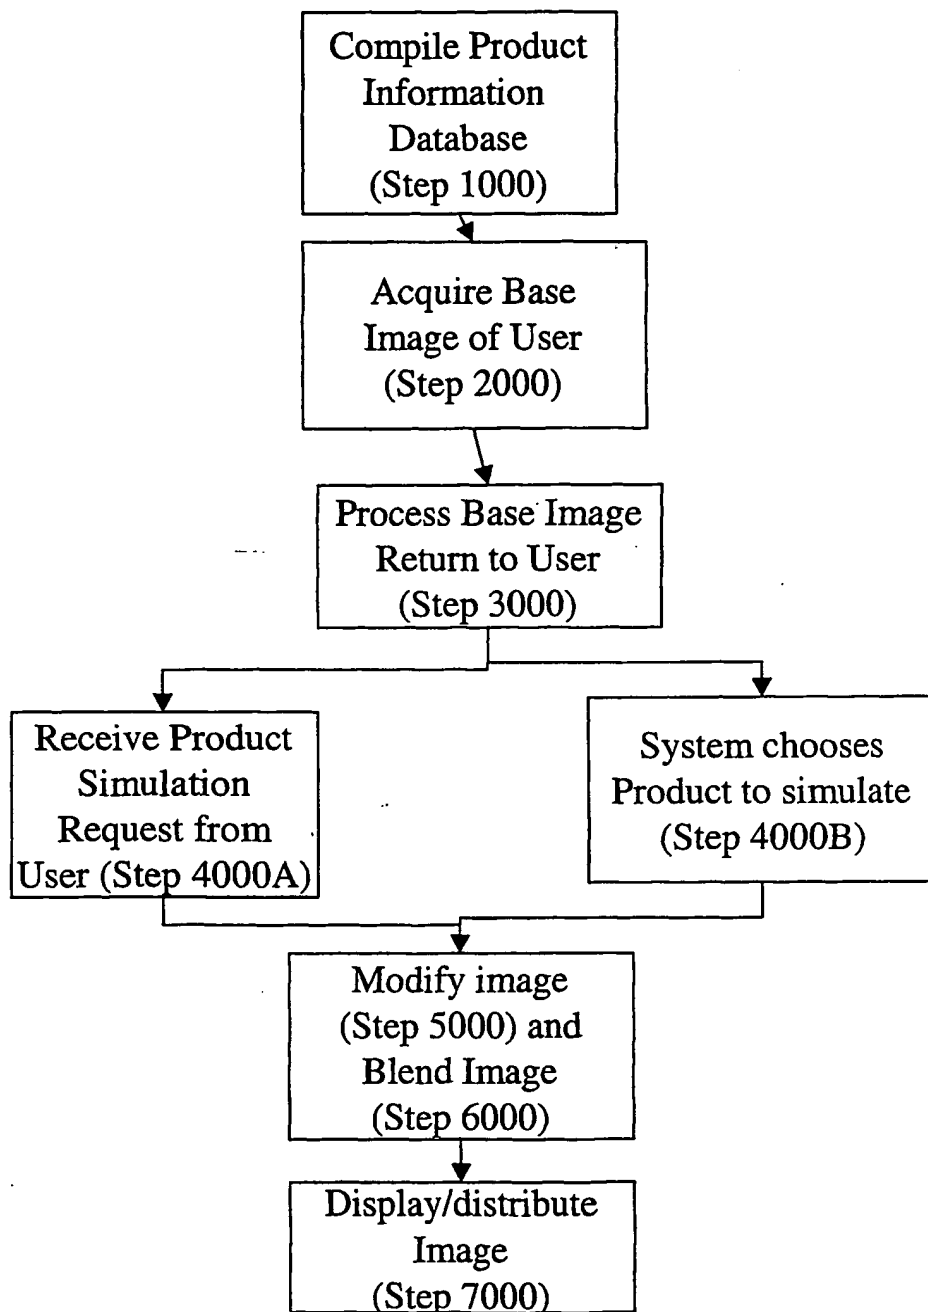 Compile Product
Information
Database
(Step 1000)
Acquire Base
Image of User
(Step 2000)
Process Base Image
Return to User
(Step 3000)
Receive Product
Simulation
Request from
User (Step 4000A)
System chooses
Product to simulate
(Step 4000B)
Modify image
(Step 5000) and
Blend Image
(Step 6000)
Display/distribute
Image
(Step 7000)